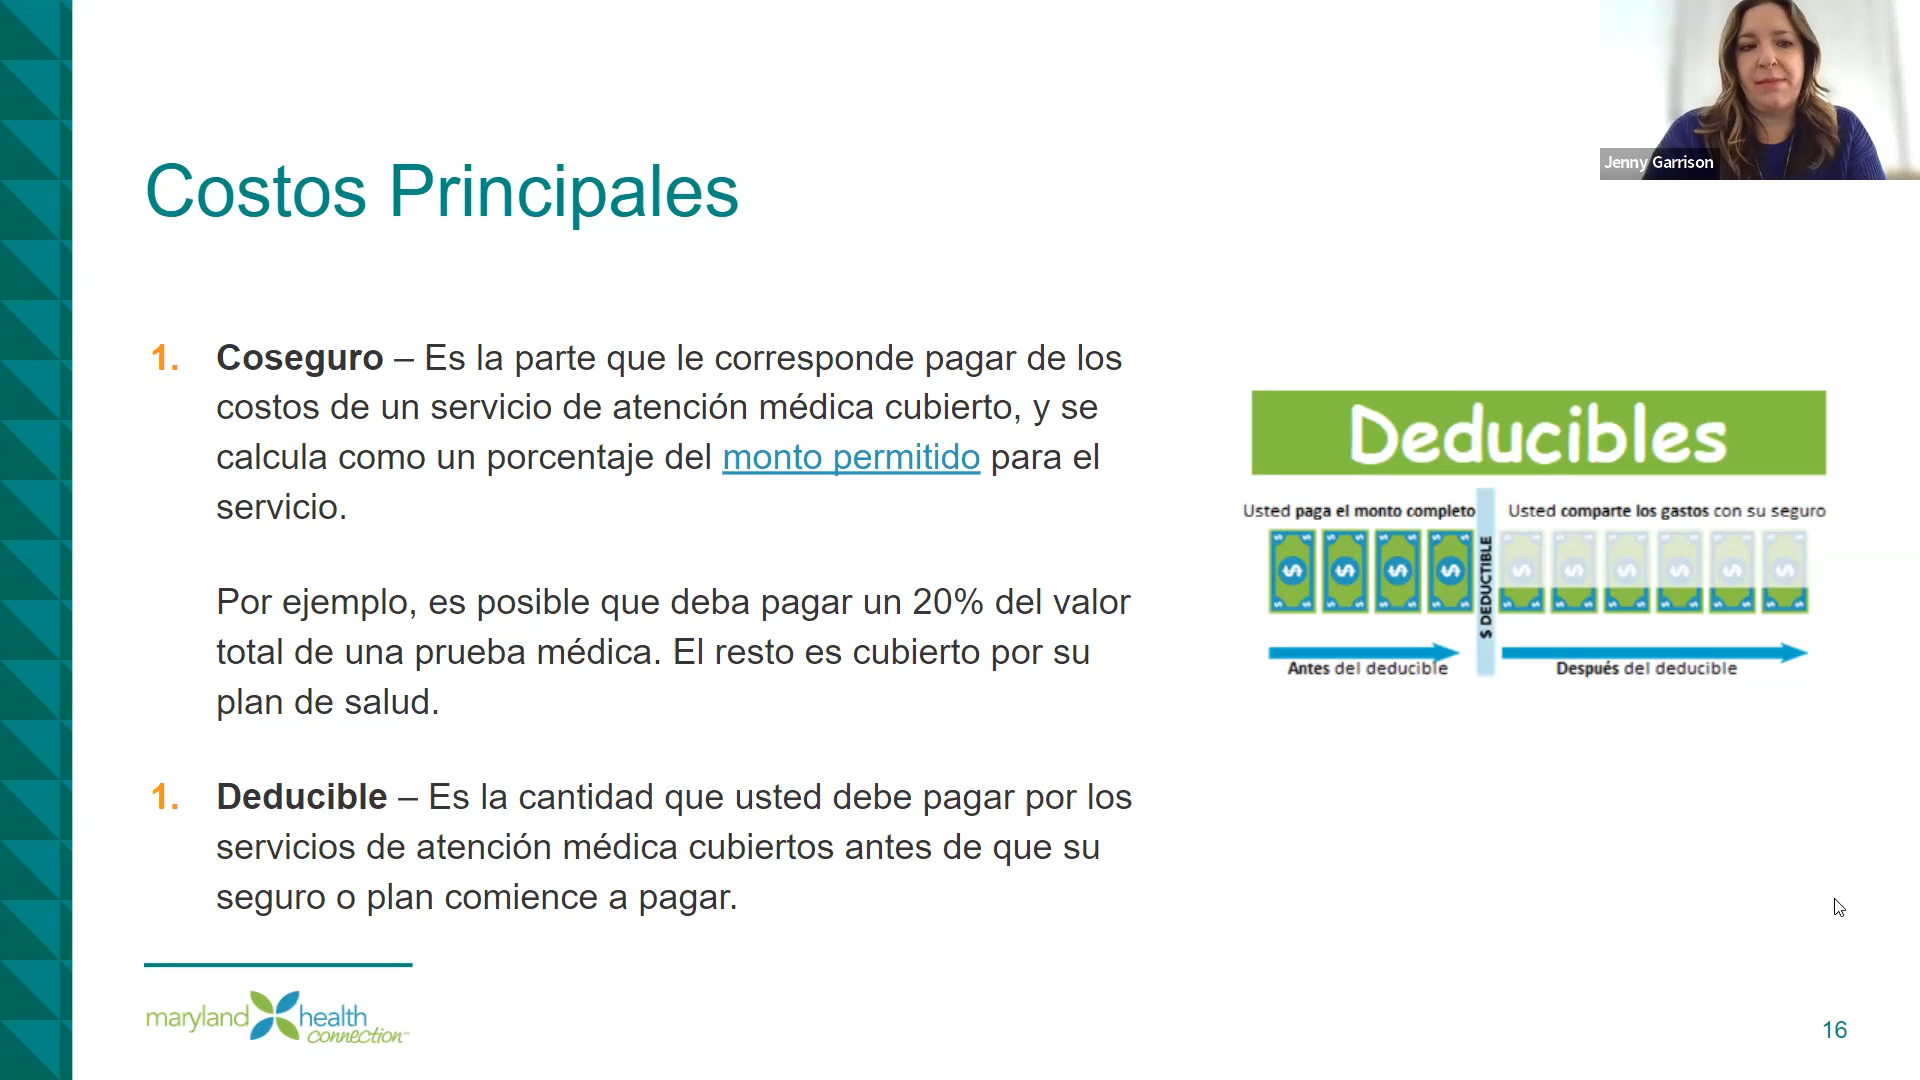 Jenny Garrison
Costos Principales
1. Coseguro – Es la parte que le corresponde pagar de los
costos de un servicio de atención médica cubierto, y se
calcula como un porcentaje del monto permitido para el
servicio.
Por ejemplo, es posible que deba pagar un 20% del valor
total de una prueba médica. El resto es cubierto por su
plan de salud.
1. Deducible – Es la cantidad que usted debe pagar por los
servicios de atención médica cubiertos antes de que su
seguro o plan comience a pagar.
Deducibles
Usted paga el monto completo
Usted comparte los gastos con su seguro
$ DEDUCTIBLE
Antes del deducible
Después del deducible
maryland health
connection
16